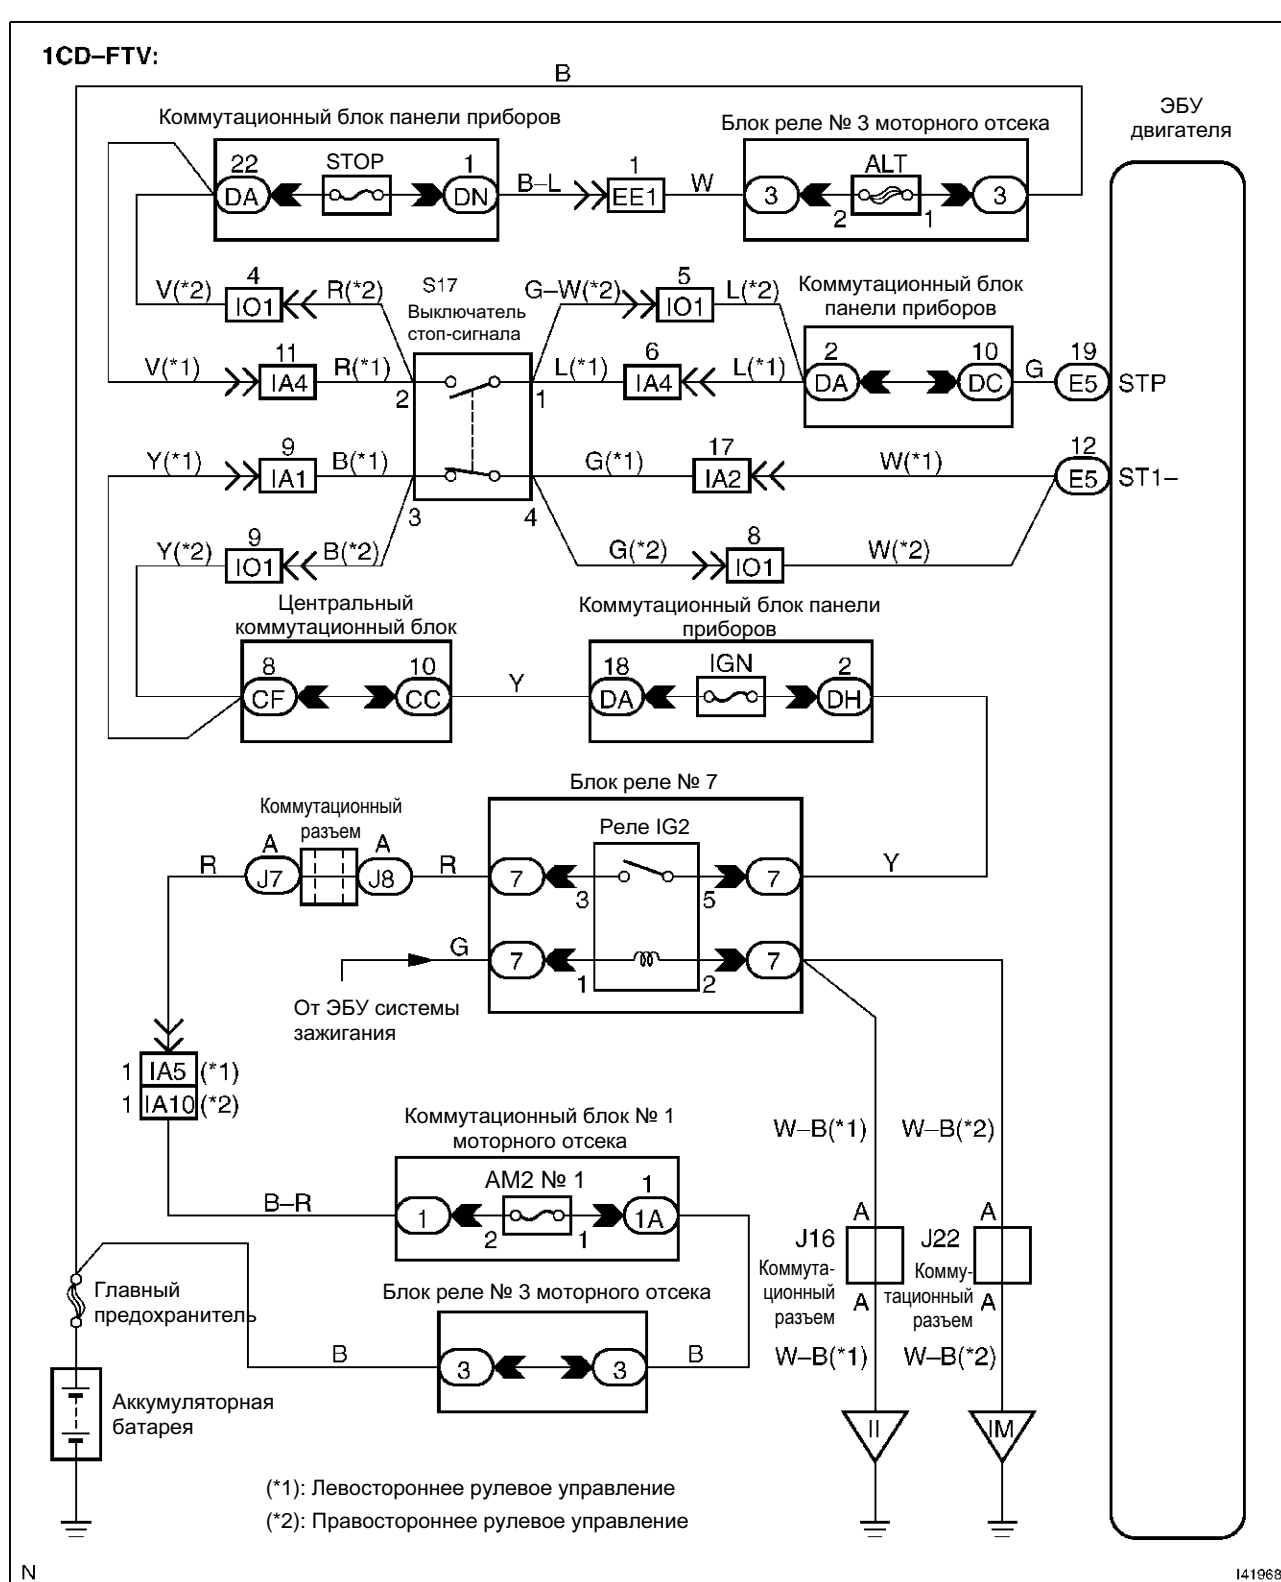 1CD–FTV:
B
ЭБУ
двигателя
Коммутационный блок панели приборов
Блок реле № 3 моторного отсека
22
STOP
1
1
ALT
DA
DN
B–L
EE1
W
3
3
2
1
V(*2)
4
IO1
R(*2)
S17
Выключатель
стоп-сигнала
G–W(*2)
5
IO1
L(*2)
Коммутационный блок
панели приборов
V(*1)
11
IA4
R(*1)
2
1
L(*1)
6
IA4
L(*1)
2
DA
10
DC
G
19
E5
STP
Y(*1)
9
IA1
B(*1)
3
4
G(*1)
17
IA2
W(*1)
12
E5
ST1–
Y(*2)
9
IO1
B(*2)
G(*2)
8
IO1
W(*2)
Центральный
коммутационный блок
Коммутационный блок панели
приборов
8
CF
10
CC
Y
18
DA
IGN
2
DH
Блок реле № 7
Коммутационный
разъем
Реле IG2
R
A
J7
A
J8
R
7
3
5
7
Y
G
7
1
2
7
От ЭБУ системы
зажигания
1 IA5 (*1)
1 IA10 (*2)
Коммутационный блок № 1
моторного отсека
W–B(*1)
W–B(*2)
B–R
AM2 № 1
1
1
2
1
1A
A
A
J16
J22
Коммута-
ционный
разъем
Комму-
тационный
разъем
A
A
Главный
предохранитель
Блок реле № 3 моторного отсека
B
3
3
B
W–B(*1)
W–B(*2)
Аккумуляторная
батарея
II
IM
(*1): Левостороннее рулевое управление
(*2): Правостороннее рулевое управление
N
I41968